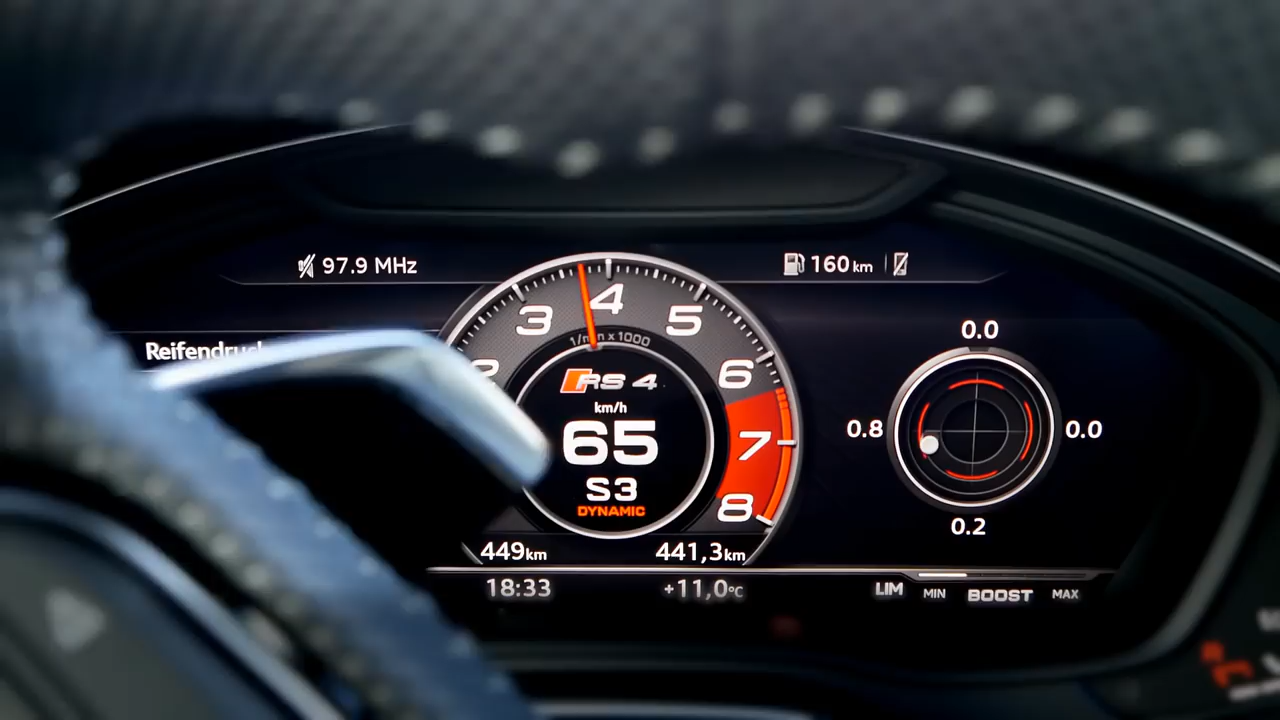 97.9 MHz
160 km
3
4
5
6
7
8
1/min x 1000
RS 4
km/h
65
S3
DYNAMIC
0.0
0.8
0.0
0.2
449km
441,3km
18:33
+11,0°C
LIM
MIN
BOOST
MAX